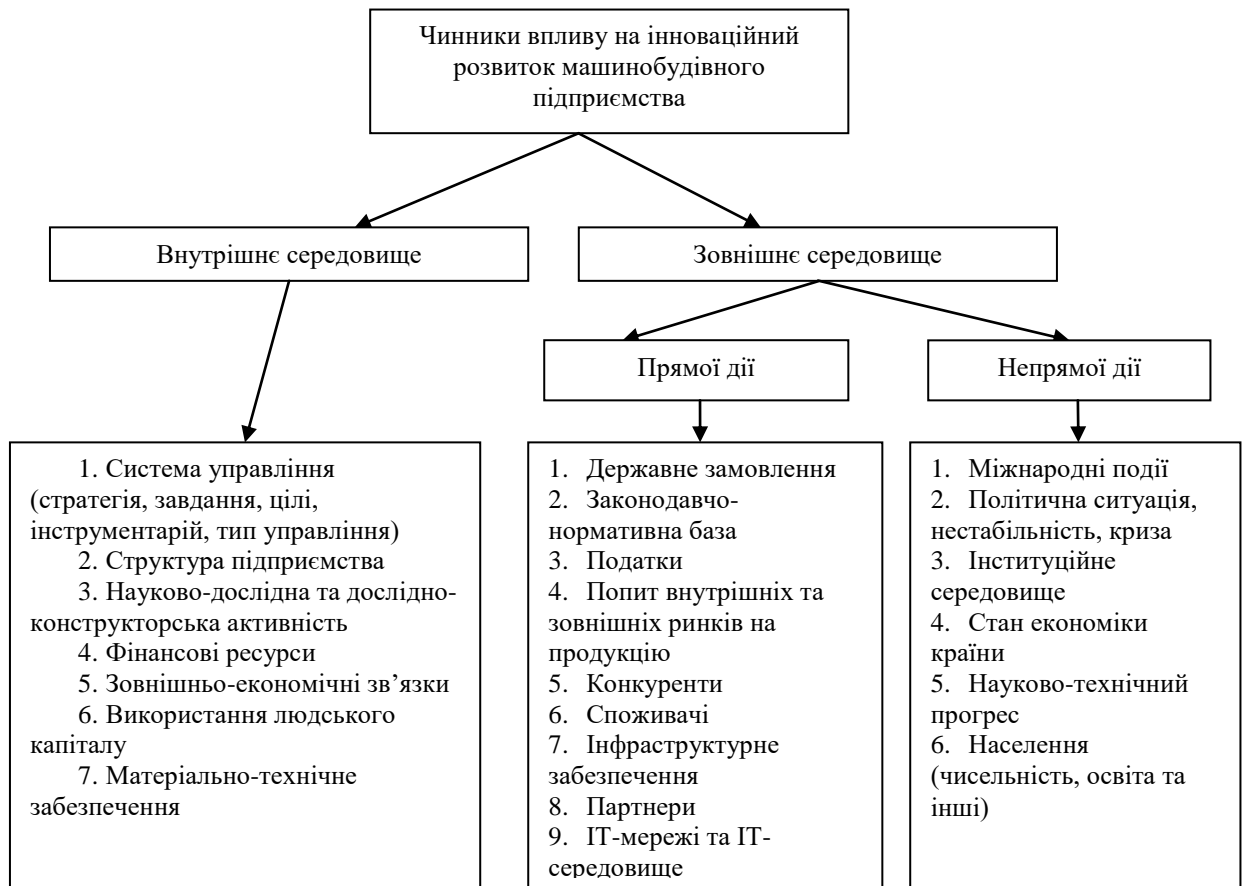 Чинники впливу на інноваційний
розвиток машинобудівного
підприємства
Внутрішнє середовище
Зовнішнє середовище
Прямої дії
Непрямої дії
1. Система управління
(стратегія, завдання, цілі,
інструментарій, тип управління)
2. Структура підприємства
3. Науково-дослідна та дослідно-
конструкторська активність
4. Фінансові ресурси
5. Зовнішньо-економічні зв’язки
6. Використання людського
капіталу
7. Матеріально-технічне
забезпечення
1. Державне замовлення
2. Законодавчо-
нормативна база
3. Податки
4. Попит внутрішніх та
зовнішніх ринків на
продукцію
5. Конкуренти
6. Споживачі
7. Інфраструктурне
забезпечення
8. Партнери
9. ІТ-мережі та ІТ-
середовище
1. Міжнародні події
2. Політична ситуація,
нестабільність, криза
3. Інституційне
середовище
4. Стан економіки
країни
5. Науково-технічний
прогрес
6. Населення
(чисельність, освіта та
інші)